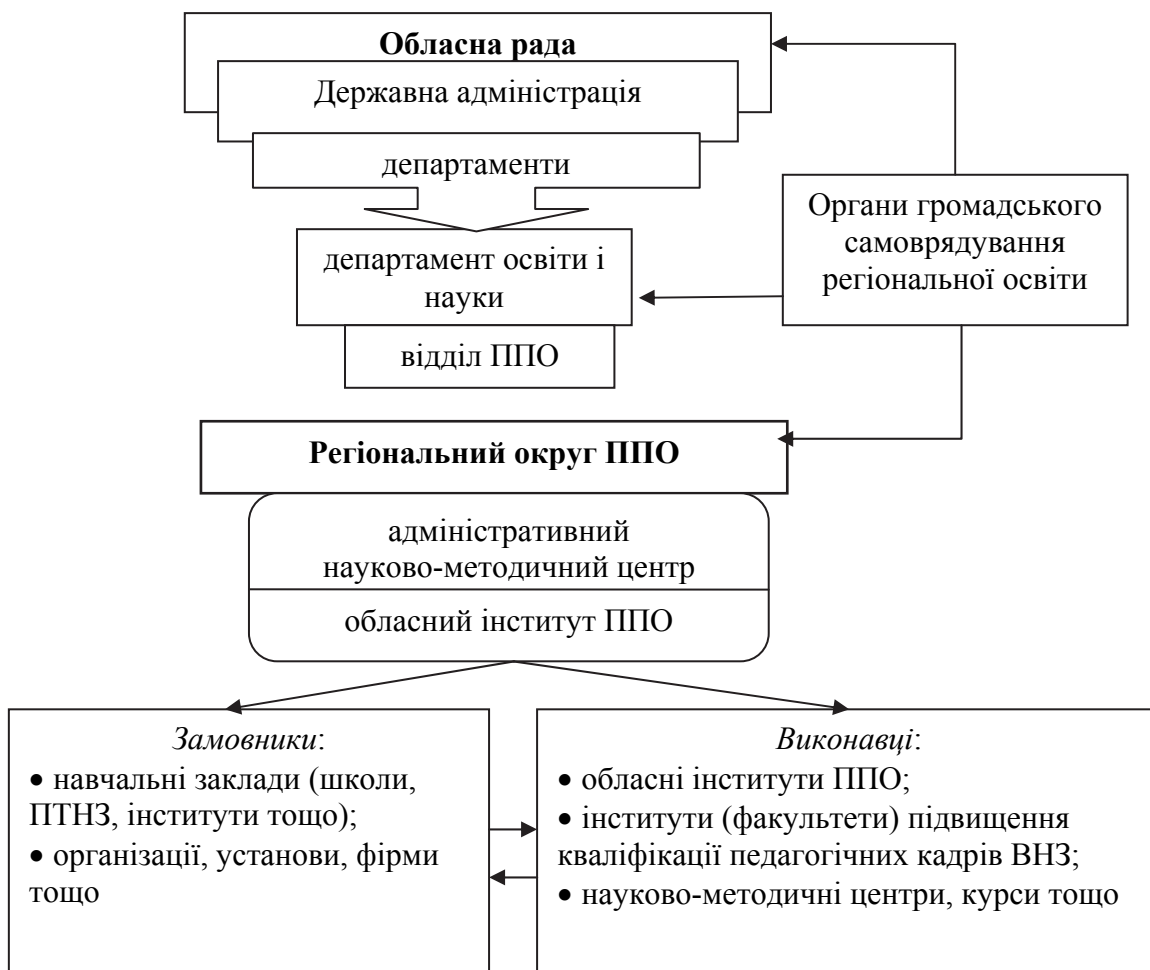 Обласна рада
Державна адміністрація
департаменти
департамент освіти і
науки
відділ ППО
Органи громадського
самоврядування
регіональної освіти
Регіональний округ ППО
адміністративний
науково-методичний центр
обласний інститут ППО
Замовники:
• навчальні заклади (школи,
ПТНЗ, інститути тощо);
• організації, установи, фірми
тощо
Виконавці:
• обласні інститути ППО;
• інститути (факультети) підвищення
кваліфікації педагогічних кадрів ВНЗ;
• науково-методичні центри, курси тощо